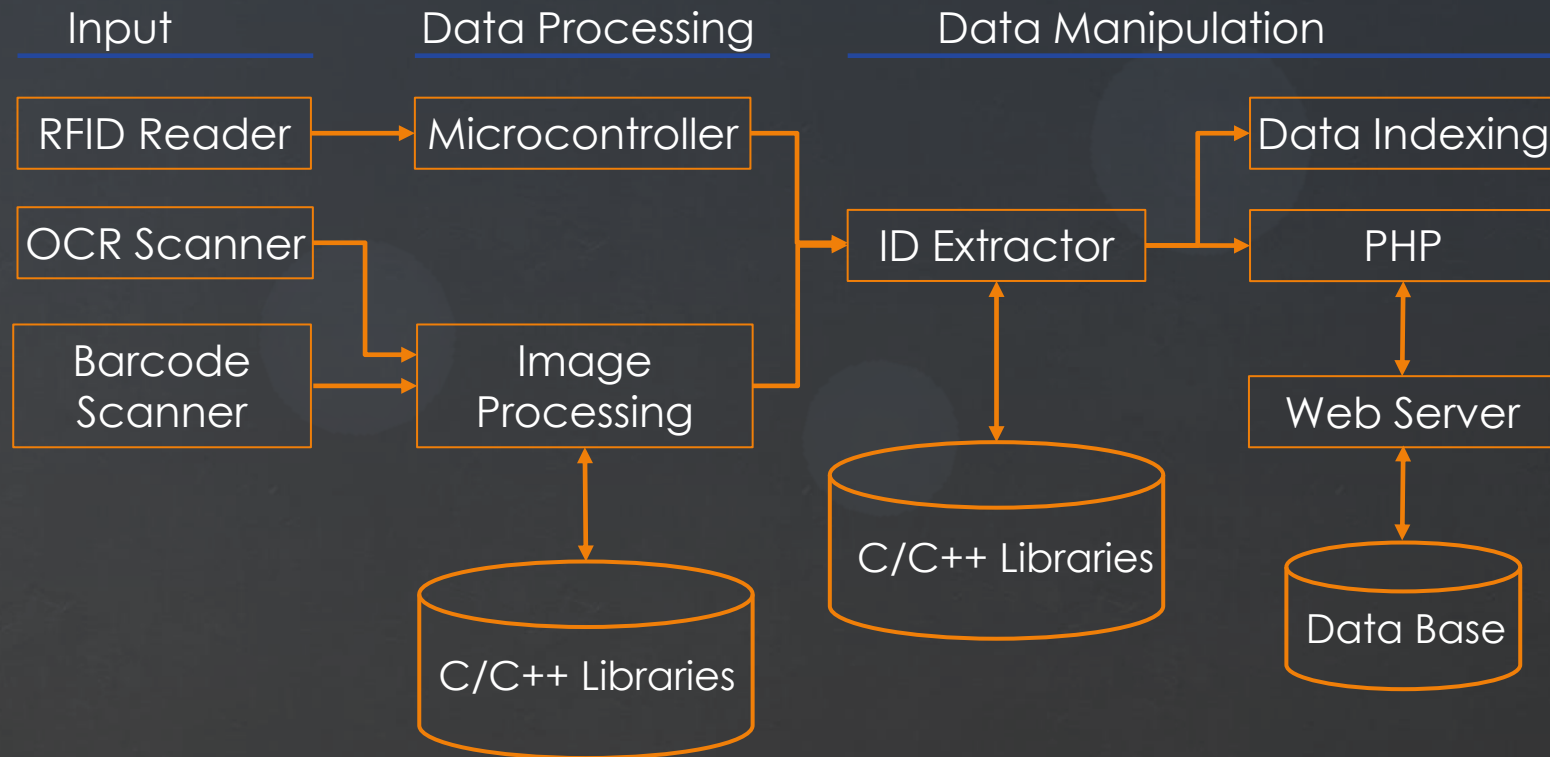 Input
Data Processing
Data Manipulation
RFID Reader
Microcontroller
Data Indexing
OCR Scanner
ID Extractor
PHP
Barcode
Scanner
Image
Processing
Web Server
C/C++ Libraries
C/C++ Libraries
Data Base